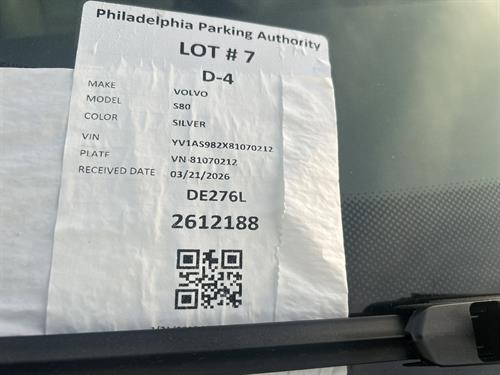 Philadelphia Parking Authority
LOT # 7
D-4
MAKE VOLVO
MODEL S80
COLOR SILVER
VIN YV1AS982X81070212
PLATE VN-81070212
RECEIVED DATE 03/21/2026
DE276L
2612188